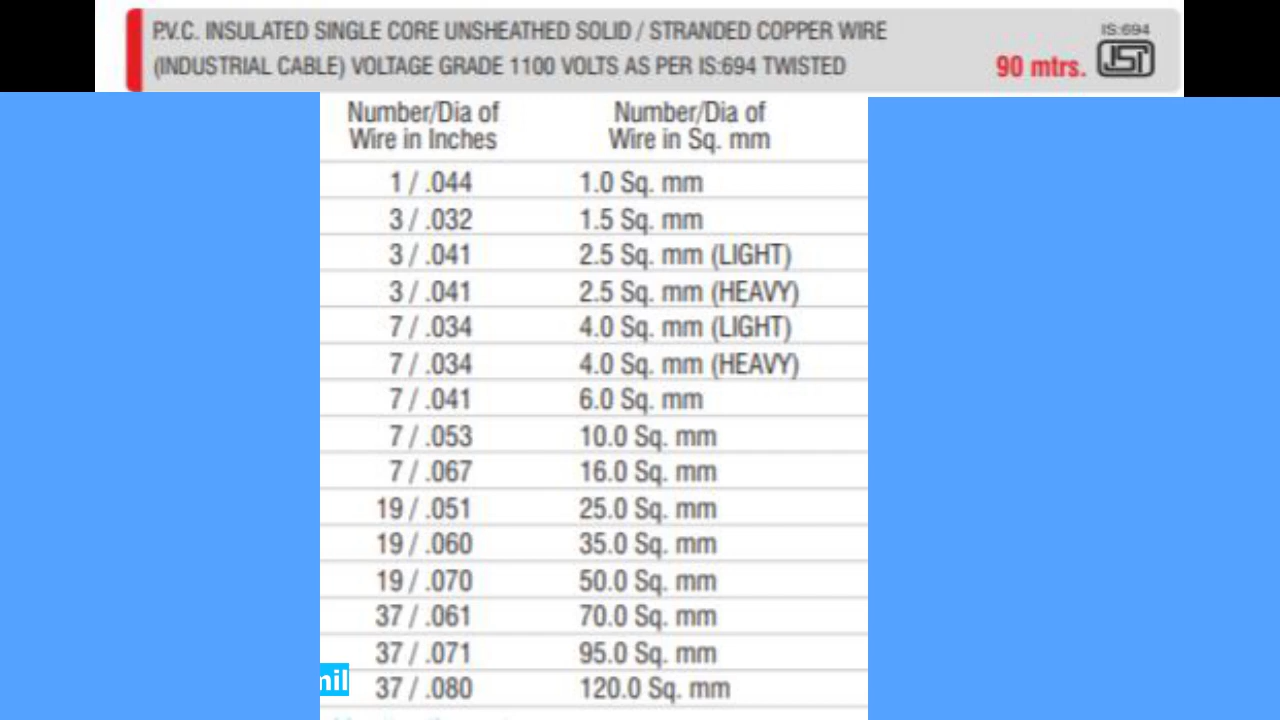 P.V.C. INSULATED SINGLE CORE UNSHEATHED SOLID / STRANDED COPPER WIRE
(INDUSTRIAL CABLE) VOLTAGE GRADE 1100 VOLTS AS PER IS:694 TWISTED
90 mtrs.
IS:694
ISI
Number/Dia of Wire in Inches
Number/Dia of Wire in Sq. mm
1 / .044 1.0 Sq. mm
3 / .032 1.5 Sq. mm
3 / .041 2.5 Sq. mm (LIGHT)
3 / .041 2.5 Sq. mm (HEAVY)
7 / .034 4.0 Sq. mm (LIGHT)
7 / .034 4.0 Sq. mm (HEAVY)
7 / .041 6.0 Sq. mm
7 / .053 10.0 Sq. mm
7 / .067 16.0 Sq. mm
19 / .051 25.0 Sq. mm
19 / .060 35.0 Sq. mm
19 / .070 50.0 Sq. mm
37 / .061 70.0 Sq. mm
37 / .071 95.0 Sq. mm
37 / .080 120.0 Sq. mm